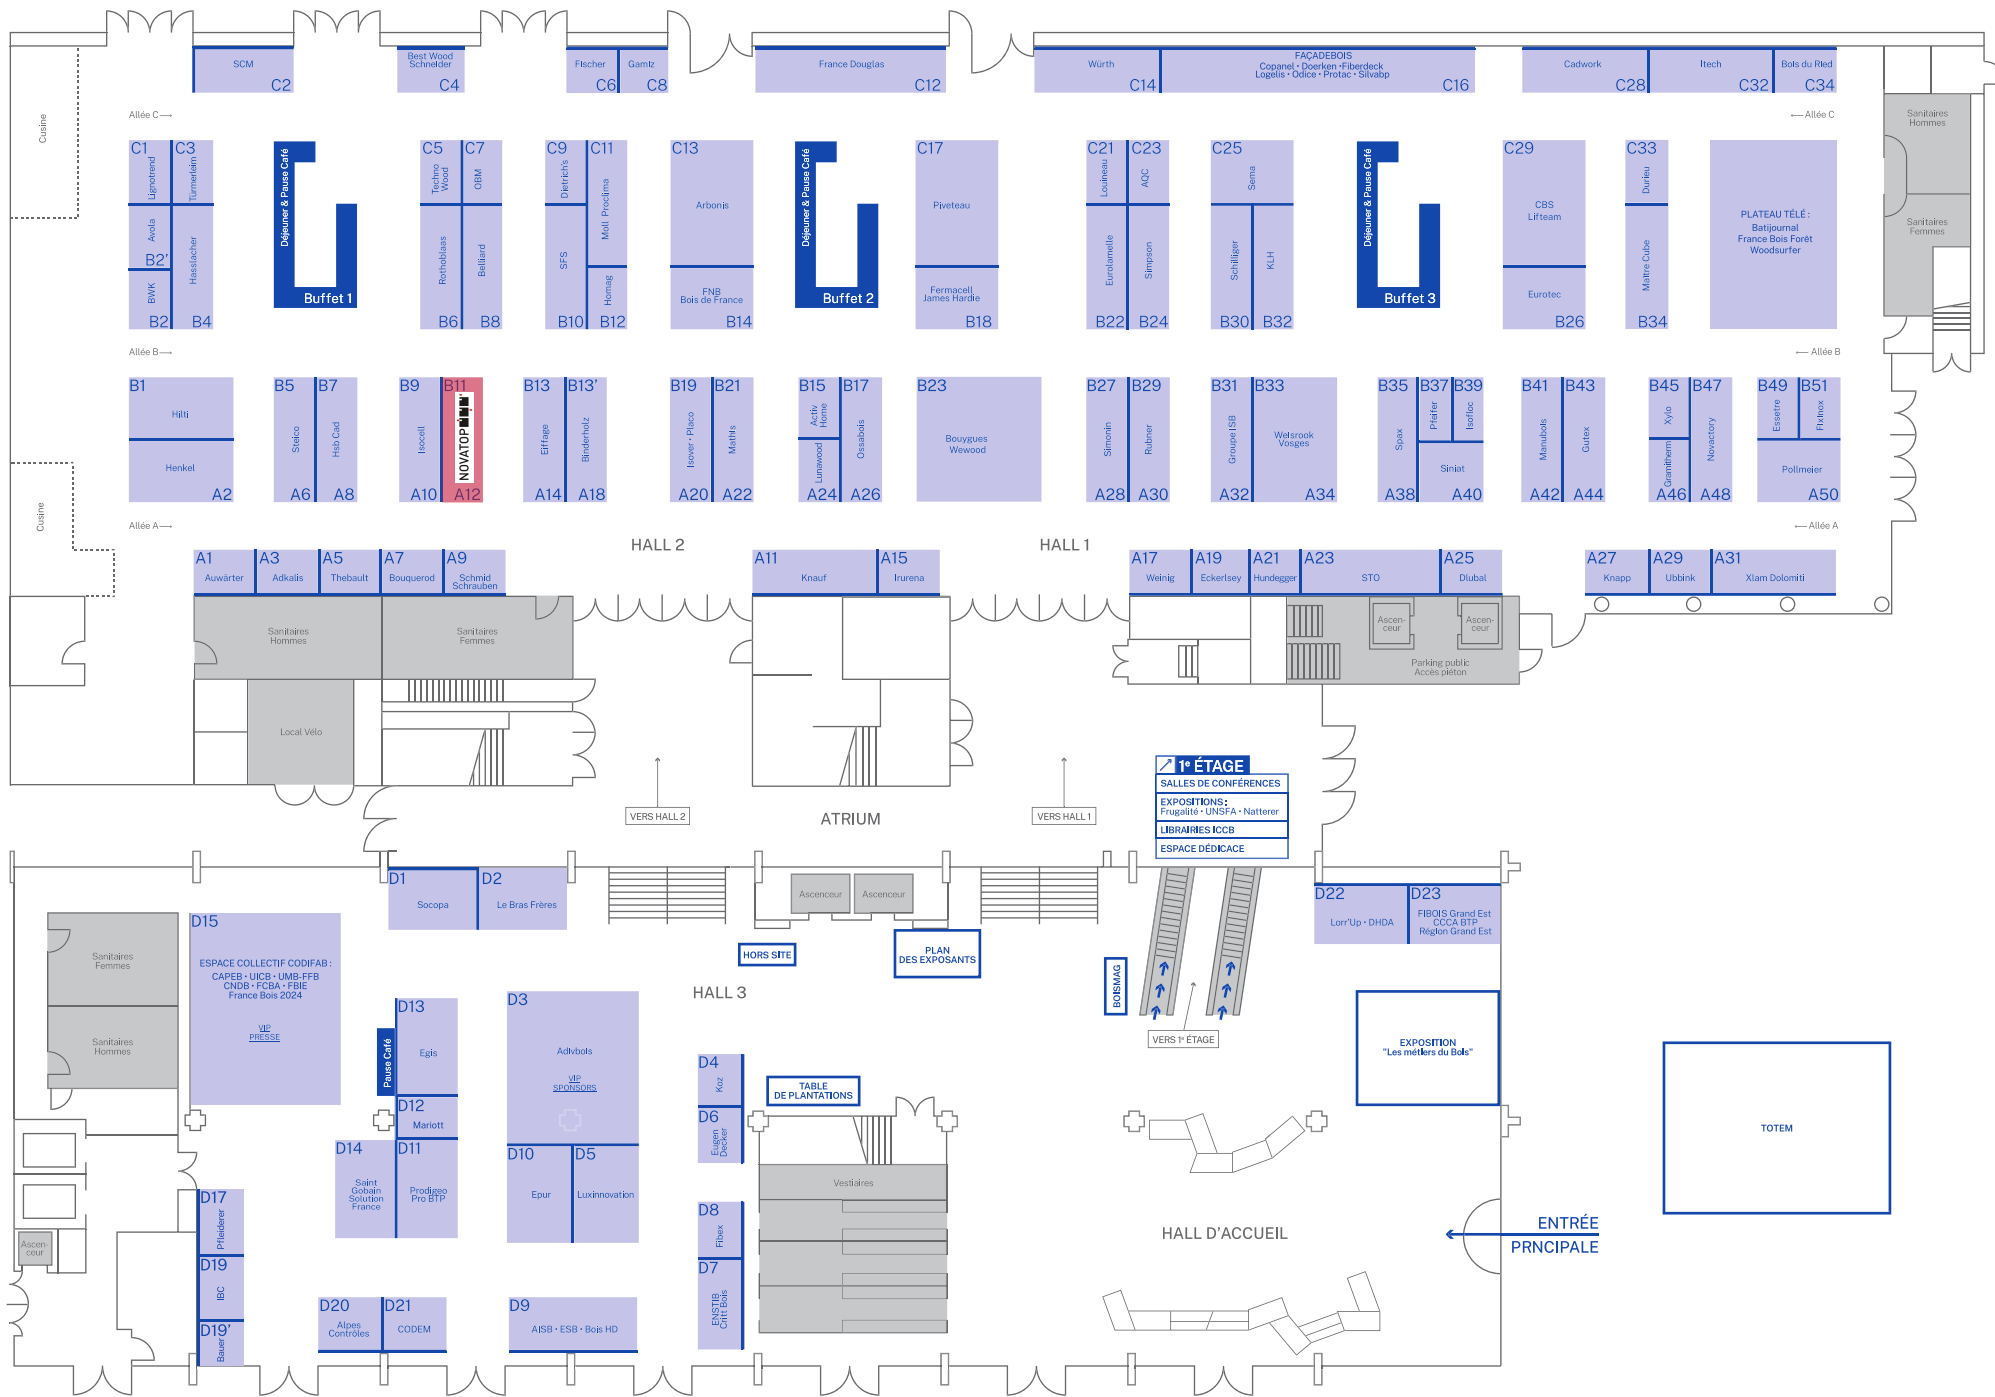 SCM
C2
Best Wood
Schneider
C4
Fischer
C6
Gamiz
C8
France Douglas
C12
Würth
C14
FAÇADEBOIS
Copanel • Doerken • Fiberdeck
Logelis • Odice • Protac • Silvabp
C16
Cadwork
C28
Itech
C32
Bois du Ried
C34
Cusine
Allée C
Allée C
Sanitaires
Hommes
C1
Lignotrend
C3
Türmerleim
Avola
B2'
BWK
B2
Hasslacher
B4
Déjeuner & Pause Café
Buffet 1
C5
Techno
Wood
C7
OBM
Rothoblaas
B6
Belliard
B8
C9
Dietrich's
C11
Moll Proclima
SFS
B10
Homag
B12
C13
Arbonis
FNB
Bois de France
B14
Déjeuner & Pause Café
Buffet 2
C17
Piveteau
Fermacell
James Hardie
B18
C21
Louineau
C23
AQC
Eurolamelle
B22
Simpson
B24
C25
Sema
Schilliger
B30
KLH
B32
Déjeuner & Pause Café
Buffet 3
C29
CBS
Lifteam
Eurotec
B26
C33
Durieu
Maitre Cube
B34
PLATEAU TÉLÉ :
Batijournal
France Bois Forêt
Woodsurfer
Sanitaires
Femmes
Allée B
Allée B
B1
Hilti
Henkel
A2
B5
Steico
A6
B7
Hsb Cad
A8
B9
Isocell
A10
B11
NOVATOP
A12
B13
Eiffage
A14
B13'
Binderholz
A18
B19
Isover • Placo
A20
B21
Mathis
A22
B15
Activ
Home
Lunawood
A24
B17
Ossabois
A26
B23
Bouygues
Wewood
B27
Simonin
A28
B29
Rubner
A30
B31
Groupe ISB
A32
B33
Welsrook
Vosges
A34
B35
Spax
A38
B37
Pfeifer
B39
Isofloc
Siniat
A40
B41
Manubois
A42
B43
Gutex
A44
B45
Xylo
Gramitherm
A46
B47
Novactory
A48
B49
Essetre
B51
Fixinox
Pollmeier
A50
Cusine
Allée A
Allée A
HALL 2
HALL 1
A1
Auwärter
A3
Adkalis
A5
Thebault
A7
Bouquerod
A9
Schmid
Schrauben
A11
Knauf
A15
Irurena
A17
Weinig
A19
Eckerlsey
A21
Hundegger
A23
STO
A25
Dlubal
A27
Knapp
A29
Ubbink
A31
Xlam Dolomiti
Sanitaires
Hommes
Sanitaires
Femmes
Ascen-
ceur
Ascen-
ceur
Parking public
Accès piéton
Local Vélo
VERS HALL 2
ATRIUM
VERS HALL 1
1e ÉTAGE
SALLES DE CONFÉRENCES
EXPOSITIONS :
Frugalité • UNSFA • Natterer
LIBRAIRIES ICCB
ESPACE DÉDICACE
D1
Socopa
D2
Le Bras Frères
Ascenceur
Ascenceur
D22
Lorr'Up • DHDA
D23
FIBOIS Grand Est
CCCA BTP
Région Grand Est
Sanitaires
Femmes
Sanitaires
Hommes
D15
ESPACE COLLECTIF CODIFAB :
CAPEB • UICB • UMB-FFB
CNDB • FCBA • FBIE
France Bois 2024
VIP
PRESSE
HORS SITE
PLAN
DES EXPOSANTS
BOISMAG
HALL 3
VERS 1e ÉTAGE
EXPOSITION
"Les métiers du Bois"
TOTEM
Pause Café
D13
Egis
D12
Mariott
D14
Saint
Gobain
Solution
France
D11
Prodigeo
Pro BTP
D3
Adivbois
VIP
SPONSORS
D10
Epur
D5
Luxinnovation
D4
Koz
D6
Eugen
Decker
TABLE
DE PLANTATIONS
Vestiaires
D8
Fibex
D7
ENSTIB
Critt Bois
HALL D'ACCUEIL
ENTRÉE
PRNCIPALE
Ascen-
ceur
D17
Pfleiderer
D19
IBC
D19'
Bauer
D20
Alpes
Contrôles
D21
CODEM
D9
AISB • ESB • Bois HD